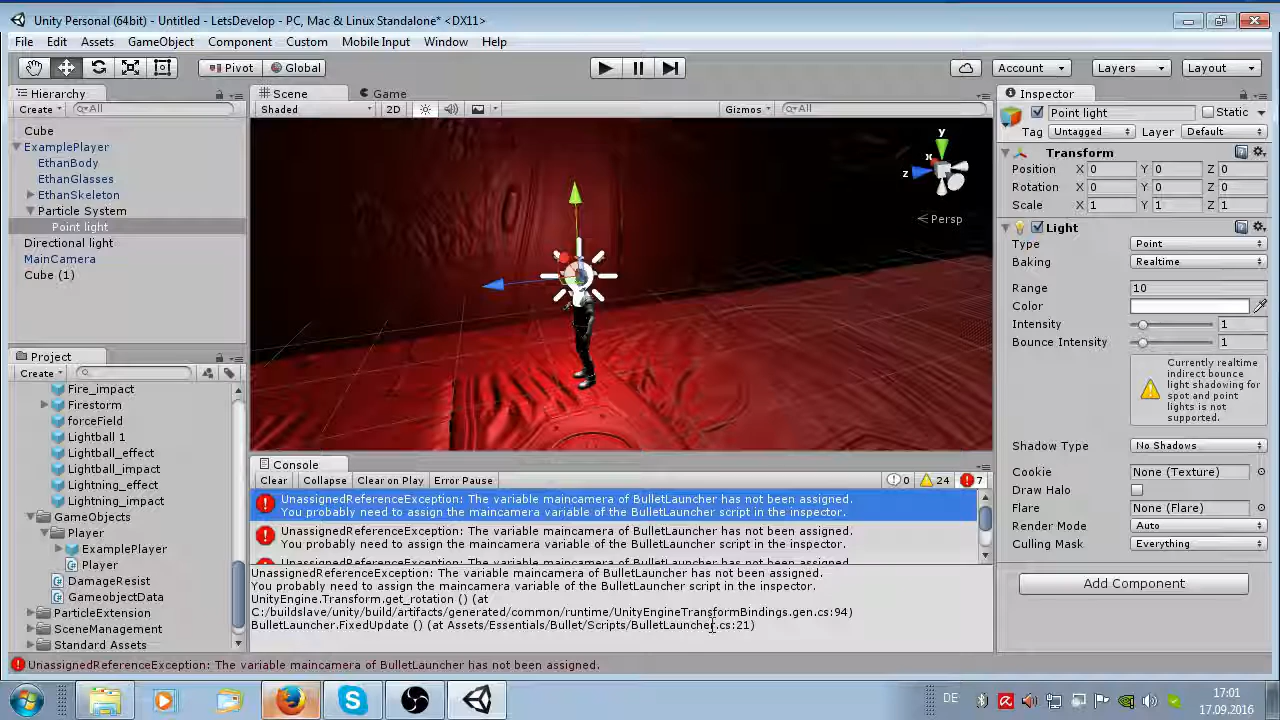 Unity Personal (64bit) - Untitled - LetsDevelop - PC, Mac & Linux Standalone* <DX11>
File Edit Assets GameObject Component Custom Mobile Input Window Help
Pivot Global Account Layers Layout
Hierarchy
Create All
Cube
ExamplePlayer
EthanBody
EthanGlasses
EthanSkeleton
Particle System
Point light
Directional light
MainCamera
Cube (1)
Project
Create
Fire_impact
Firestorm
forceField
Lightball 1
Lightball_effect
Lightball_impact
Lightning_effect
Lightning_impact
GameObjects
Player
ExamplePlayer
Player
DamageResist
GameobjectData
ParticleExtension
SceneManagement
Standard Assets
Scene Game
Shaded 2D Gizmos All
y
x
z
Persp
Console
Clear Collapse Clear on Play Error Pause 0 24 7
UnassignedReferenceException: The variable maincamera of BulletLauncher has not been assigned.
You probably need to assign the maincamera variable of the BulletLauncher script in the inspector.
UnassignedReferenceException: The variable maincamera of BulletLauncher has not been assigned.
You probably need to assign the maincamera variable of the BulletLauncher script in the inspector.
UnassignedReferenceException: The variable maincamera of BulletLauncher has not been assigned.
You probably need to assign the maincamera variable of the BulletLauncher script in the inspector.
UnityEngine.Transform.get_rotation () (at
C:/buildslave/unity/build/artifacts/generated/common/runtime/UnityEngineTransformBindings.gen.cs:94)
BulletLauncher.FixedUpdate () (at Assets/Essentials/Bullet/Scripts/BulletLauncher.cs:21)
Inspector
Point light Static
Tag Untagged Layer Default
Transform
Position X 0 Y 0 Z 0
Rotation X 0 Y 0 Z 0
Scale X 1 Y 1 Z 1
Light
Type Point
Baking Realtime
Range 10
Color
Intensity 1
Bounce Intensity 1
Currently realtime
indirect bounce
light shadowing for
spot and point
lights is not
supported.
Shadow Type No Shadows
Cookie None (Texture)
Draw Halo
Flare None (Flare)
Render Mode Auto
Culling Mask Everything
Add Component
UnassignedReferenceException: The variable maincamera of BulletLauncher has not been assigned.
DE
17:01
17.09.2016